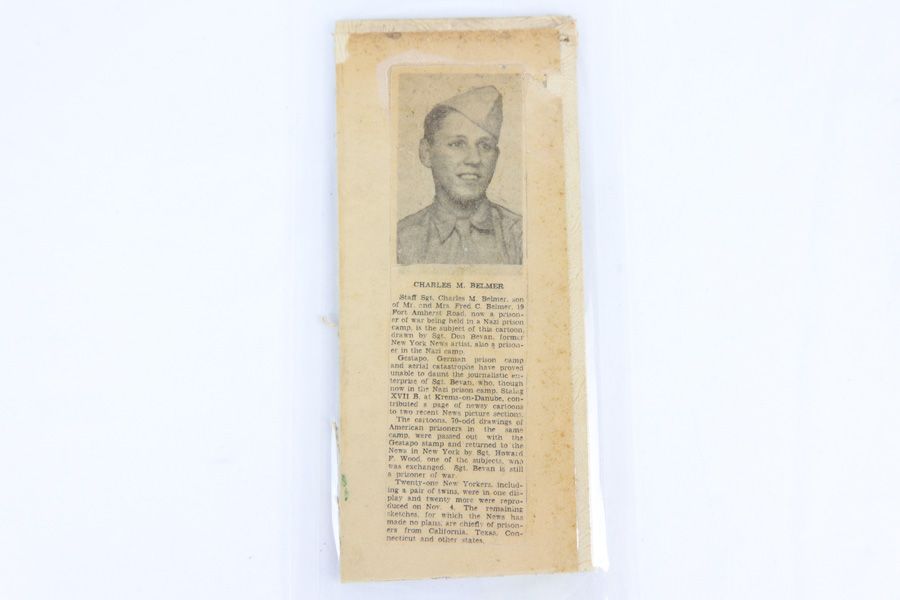 CHARLES M. BELMER
Staff Sgt. Charles M. Belmer, son
of Mr. and Mrs. Fred C. Belmer, 19
Fort Amherst Road, now a prison-
er of war being held in a Nazi prison
camp, is the subject of this cartoon,
drawn by Sgt. Don Bevan, former
New York News artist, also a prison-
er in the Nazi camp.
Gestapo, German prison camp
and aerial catastrophe have proved
unable to daunt the journalistic en-
terprise of Sgt. Bevan, who, though
now in the Nazi prison camp, Stalag
XVII B, at Krems-on-Danube, con-
tributed a page of newsy cartoons
to two recent News picture sections.
The cartoons, 70-odd drawings of
American prisoners in the same
camp, were passed out with the
Gestapo stamp and returned to the
News in New York by Sgt. Howard
F. Wood, one of the subjects, who
was exchanged. Sgt. Bevan is still
a prisoner of war.
Twenty-one New Yorkers, includ-
ing a pair of twins, were in one dis-
play and twenty more were repro-
duced on Nov. 4. The remaining
sketches, for which the News has
made no plans, are chiefly of prison-
ers from California, Texas, Con-
necticut and other states.